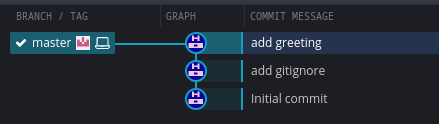 BRANCH / TAG GRAPH COMMIT MESSAGE
master add greeting
add gitignore
Initial commit